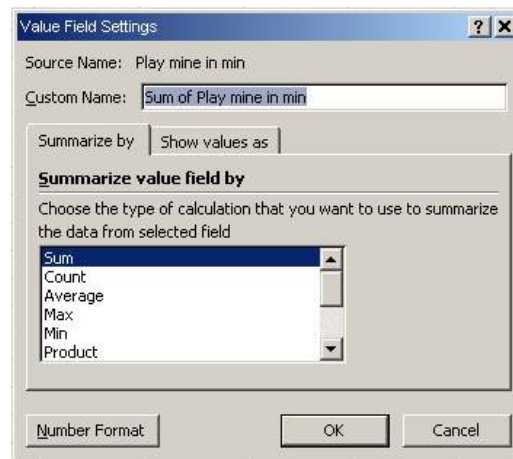 Value Field Settings
Source Name: Play mine in min
Custom Name: Sum of Play mine in min
Summarize by Show values as
Summarize value field by
Choose the type of calculation that you want to use to summarize
the data from selected field
Sum
Count
Average
Max
Min
Product
Number Format OK Cancel